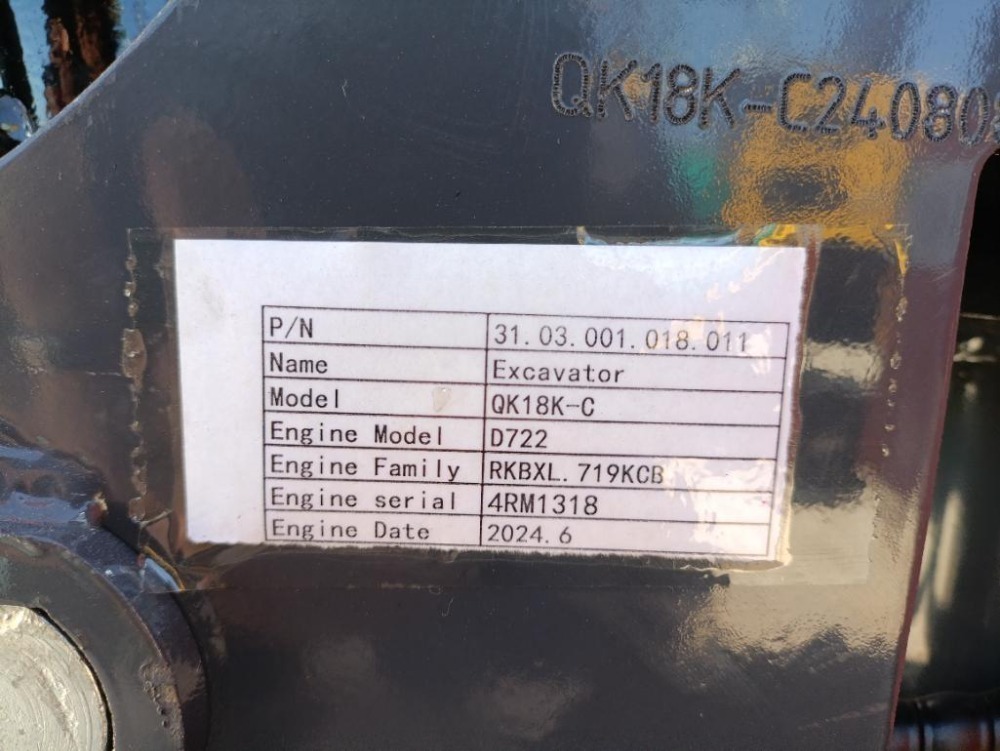 QK18K-C24080
P/N 31.03.001.018.011
Name Excavator
Model QK18K-C
Engine Model D722
Engine Family RKBXL.719KCB
Engine serial 4RM1318
Engine Date 2024.6